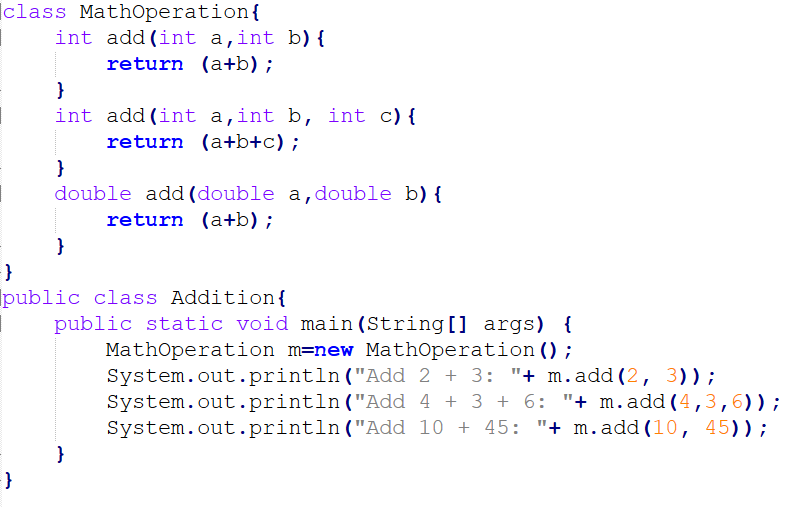 class MathOperation{
    int add(int a,int b){
        return (a+b);
    }
    int add(int a,int b, int c){
        return (a+b+c);
    }
    double add(double a,double b){
        return (a+b);
    }
}
public class Addition{
    public static void main(String[] args) {
        MathOperation m=new MathOperation();
        System.out.println("Add 2 + 3: "+ m.add(2, 3));
        System.out.println("Add 4 + 3 + 6: "+ m.add(4,3,6));
        System.out.println("Add 10 + 45: "+ m.add(10, 45));
    }
}